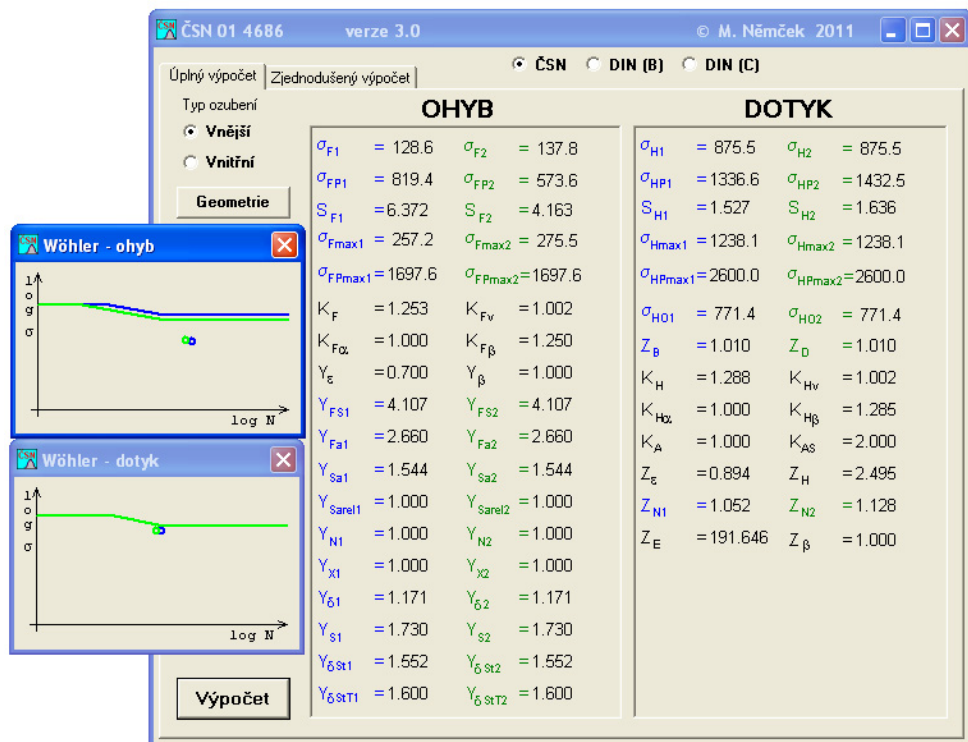 ČSN 01 4686 verze 3.0 © M. Němček 2011
Úplný výpočet Zjednodušený výpočet ČSN DIN (B) DIN (C)
Typ ozubení
Vnější
Vnitřní
Geometrie
OHYB
σF1 = 128.6 σF2 = 137.8
σFP1 = 819.4 σFP2 = 573.6
SF1 =6.372 SF2 =4.163
σFmax1 = 257.2 σFmax2 = 275.5
σFPmax1 =1697.6 σFPmax2 =1697.6
KF =1.253 KFv =1.002
KFα =1.000 KFβ =1.250
Yε =0.700 Yβ =1.000
YFS1 =4.107 YFS2 =4.107
YFa1 =2.660 YFa2 =2.660
YSa1 =1.544 YSa2 =1.544
YSarel1 =1.000 YSarel2 =1.000
YN1 =1.000 YN2 =1.000
YX1 =1.000 YX2 =1.000
Yδ1 =1.171 Yδ2 =1.171
YS1 =1.730 YS2 =1.730
YδSt1 =1.552 YδSt2 =1.552
YδStT1 =1.600 YδStT2 =1.600
DOTYK
σH1 = 875.5 σH2 = 875.5
σHP1 =1336.6 σHP2 =1432.5
SH1 =1.527 SH2 =1.636
σHmax1 =1238.1 σHmax2 =1238.1
σHPmax1 =2600.0 σHPmax2 =2600.0
σHO1 = 771.4 σHO2 = 771.4
ZB =1.010 ZD =1.010
KH =1.288 KHv =1.002
KHα =1.000 KHβ =1.285
KA =1.000 KAS =2.000
Zε =0.894 ZH =2.495
ZN1 =1.052 ZN2 =1.128
ZE =191.646 Zβ =1.000
ČSN Wöhler - ohyb
log σ
log N
ČSN Wöhler - dotyk
log σ
log N
Výpočet